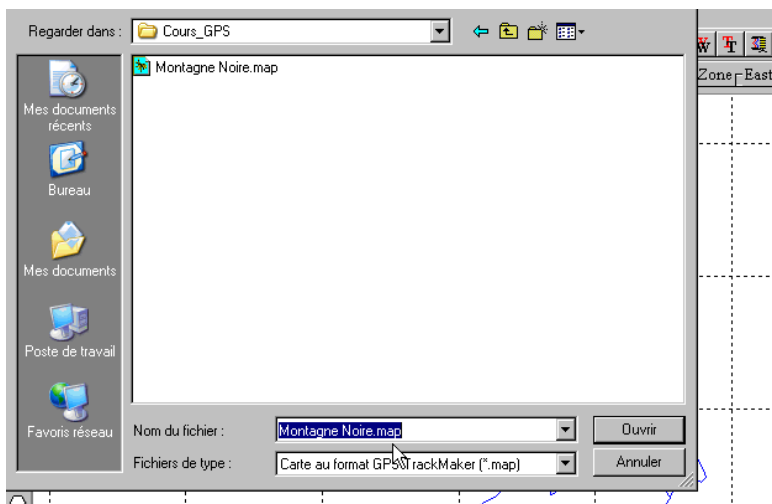 Regarder dans :
Cours_GPS
Zone
East
Montagne Noire.map
Mes documents
récents
Bureau
Mes documents
Poste de travail
Favoris réseau
Nom du fichier :
Montagne Noire.map
Ouvrir
Fichiers de type :
Carte au format GPS TrackMaker (*.map)
Annuler